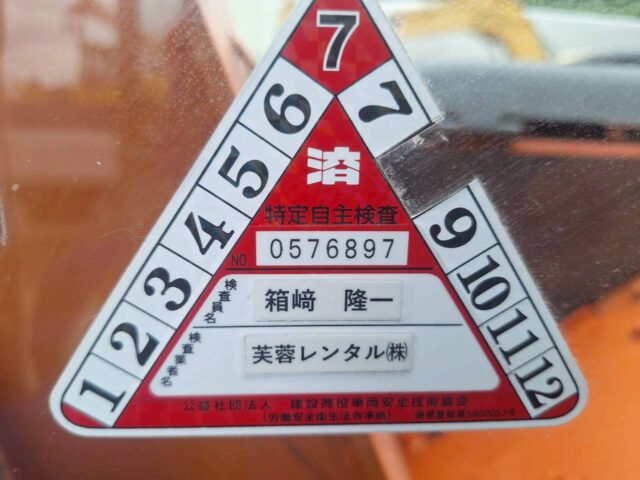 7
6 7
5
4 9
3 10
2 11
1 12
済
特定自主検査
NO 0576897
検査員名 箱﨑 隆一
検査業者名 芙蓉レンタル㈱
公益社団法人 建設荷役車両安全技術協会
(労働安全衛生法令準拠)